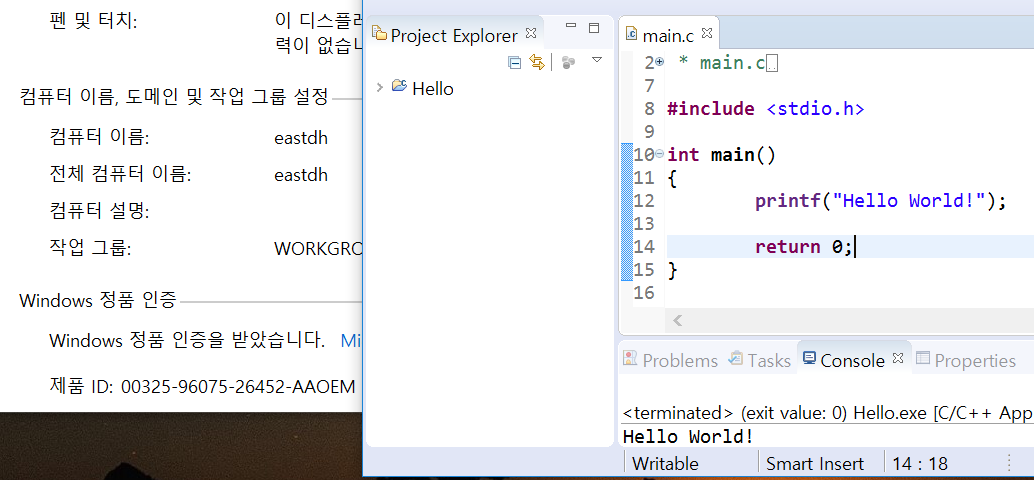 펜 및 터치:
이 디스플레
력이 없습니
컴퓨터 이름, 도메인 및 작업 그룹 설정
컴퓨터 이름: eastdh
전체 컴퓨터 이름: eastdh
컴퓨터 설명:
작업 그룹: WORKGRO
Windows 정품 인증
Windows 정품 인증을 받았습니다. Mi
제품 ID: 00325-96075-26452-AAOEM
Project Explorer
Hello
main.c
2 * main.c
7
8 #include <stdio.h>
9
10 int main()
11 {
12 printf("Hello World!");
13
14 return 0;
15 }
16
Problems Tasks Console Properties
<terminated> (exit value: 0) Hello.exe [C/C++ App
Hello World!
Writable Smart Insert 14 : 18